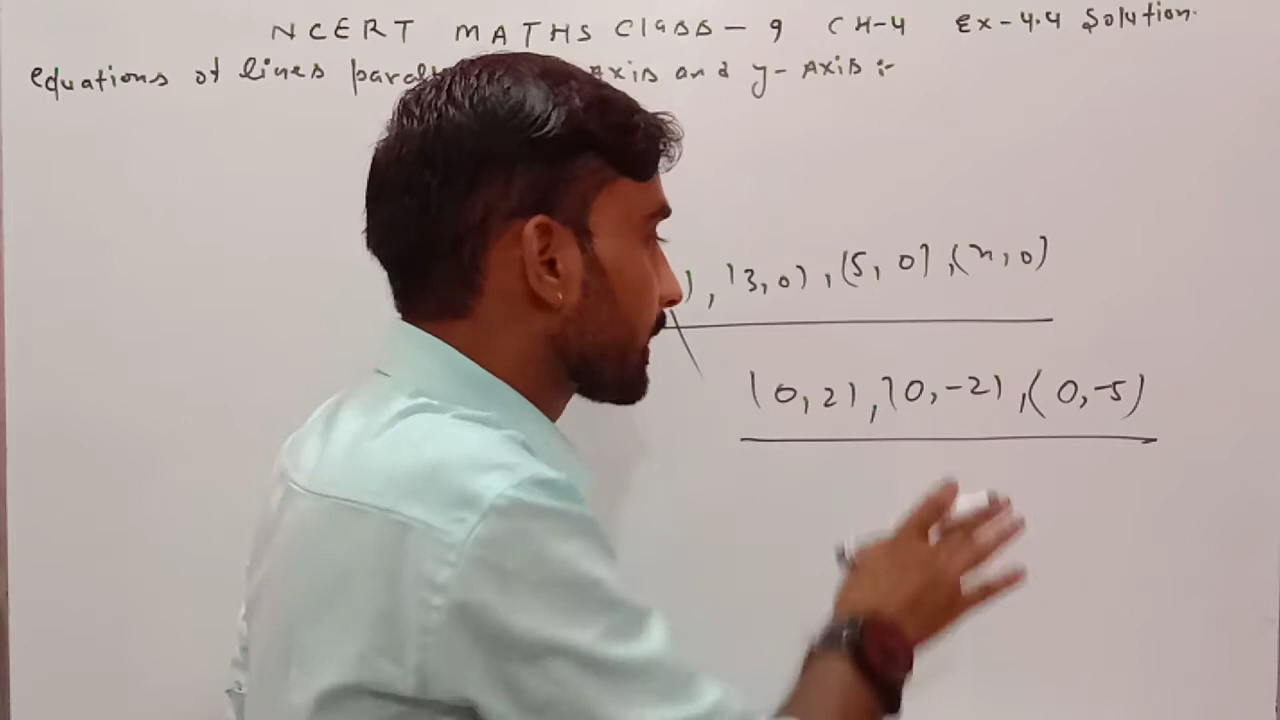 NCERT MATHS Class - 9 CH-4 Ex-4.4 Solution.
equations of lines Axis and y-Axis :-
), (3,0), (5,0), (x,0)
(0,2), (0,-2), (0,-5)